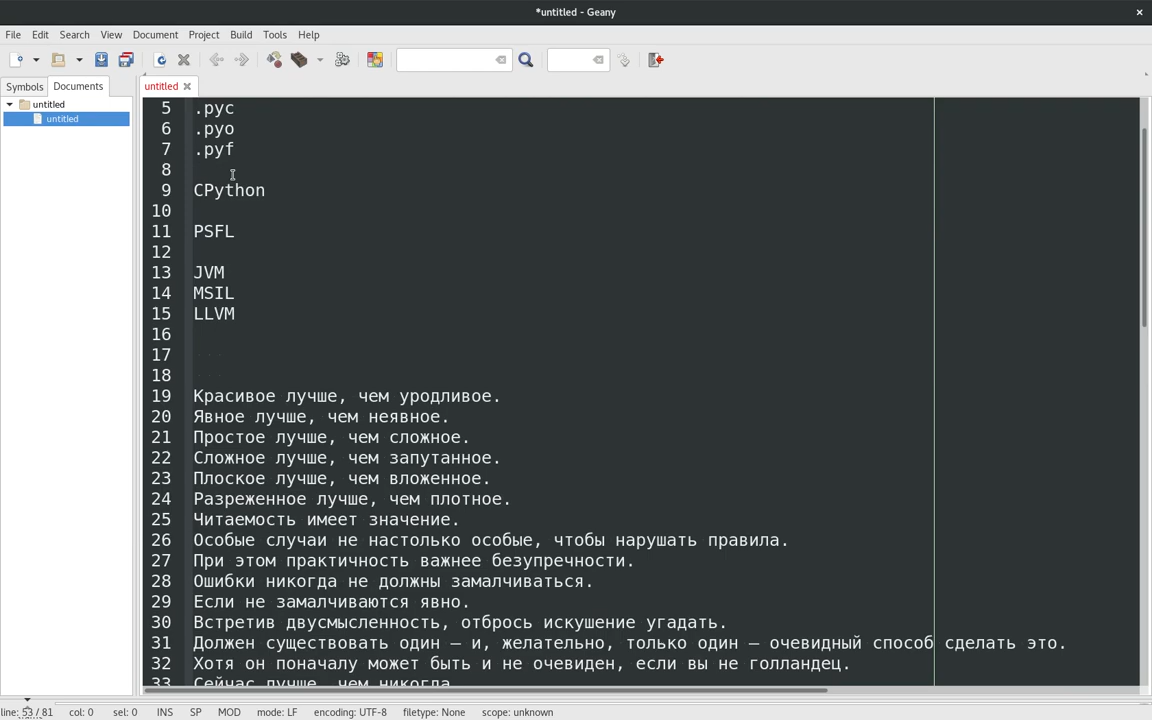 *untitled - Geany
File Edit Search View Document Project Build Tools Help
Symbols Documents
untitled
untitled
untitled
5 .pyc
6 .pyo
7 .pyf
8
9 CPython
10
11 PSFL
12
13 JVM
14 MSIL
15 LLVM
16
17
18
19 Красивое лучше, чем уродливое.
20 Явное лучше, чем неявное.
21 Простое лучше, чем сложное.
22 Сложное лучше, чем запутанное.
23 Плоское лучше, чем вложенное.
24 Разреженное лучше, чем плотное.
25 Читаемость имеет значение.
26 Особые случаи не настолько особые, чтобы нарушать правила.
27 При этом практичность важнее безупречности.
28 Ошибки никогда не должны замалчиваться.
29 Если не замалчиваются явно.
30 Встретив двусмысленность, отбрось искушение угадать.
31 Должен существовать один — и, желательно, только один — очевидный способ сделать это.
32 Хотя он поначалу может быть и не очевиден, если вы не голландец.
33 Сейчас лучше, чем никогда.
line: 53 / 81 col: 0 sel: 0 INS SP MOD mode: LF encoding: UTF-8 filetype: None scope: unknown